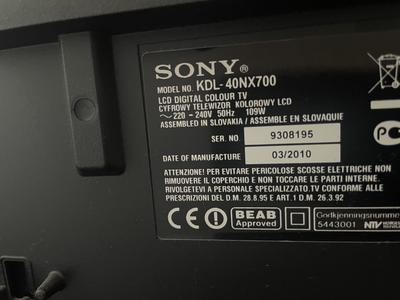 SONY®
MODEL NO. KDL-40NX700
LCD DIGITAL COLOUR TV
CYFROWY TELEWIZOR KOLOROWY LCD
~ 220 - 240V 50Hz 109W
ASSEMBLED IN SLOVAKIA / ASSEMBLE EN SLOVAQUIE
SER. NO. 9308195
DATE OF MANUFACTURE 03/2010
ATTENZIONE! PER EVITARE PERICOLOSE SCOSSE ELETTRICHE NON
RIMUOVERE IL COPERCHIO E NON TOCCARE LE PARTI INTERNE.
RIVOLGETEVI A PERSONALE SPECIALIZZATO.TV CONFORME ALLE
PRESCRIZIONI DEL D.M. 28.8.95 E ART.1 D.M. 26.3.92
CE BEAB Approved Godkjenningsnummer
5443001